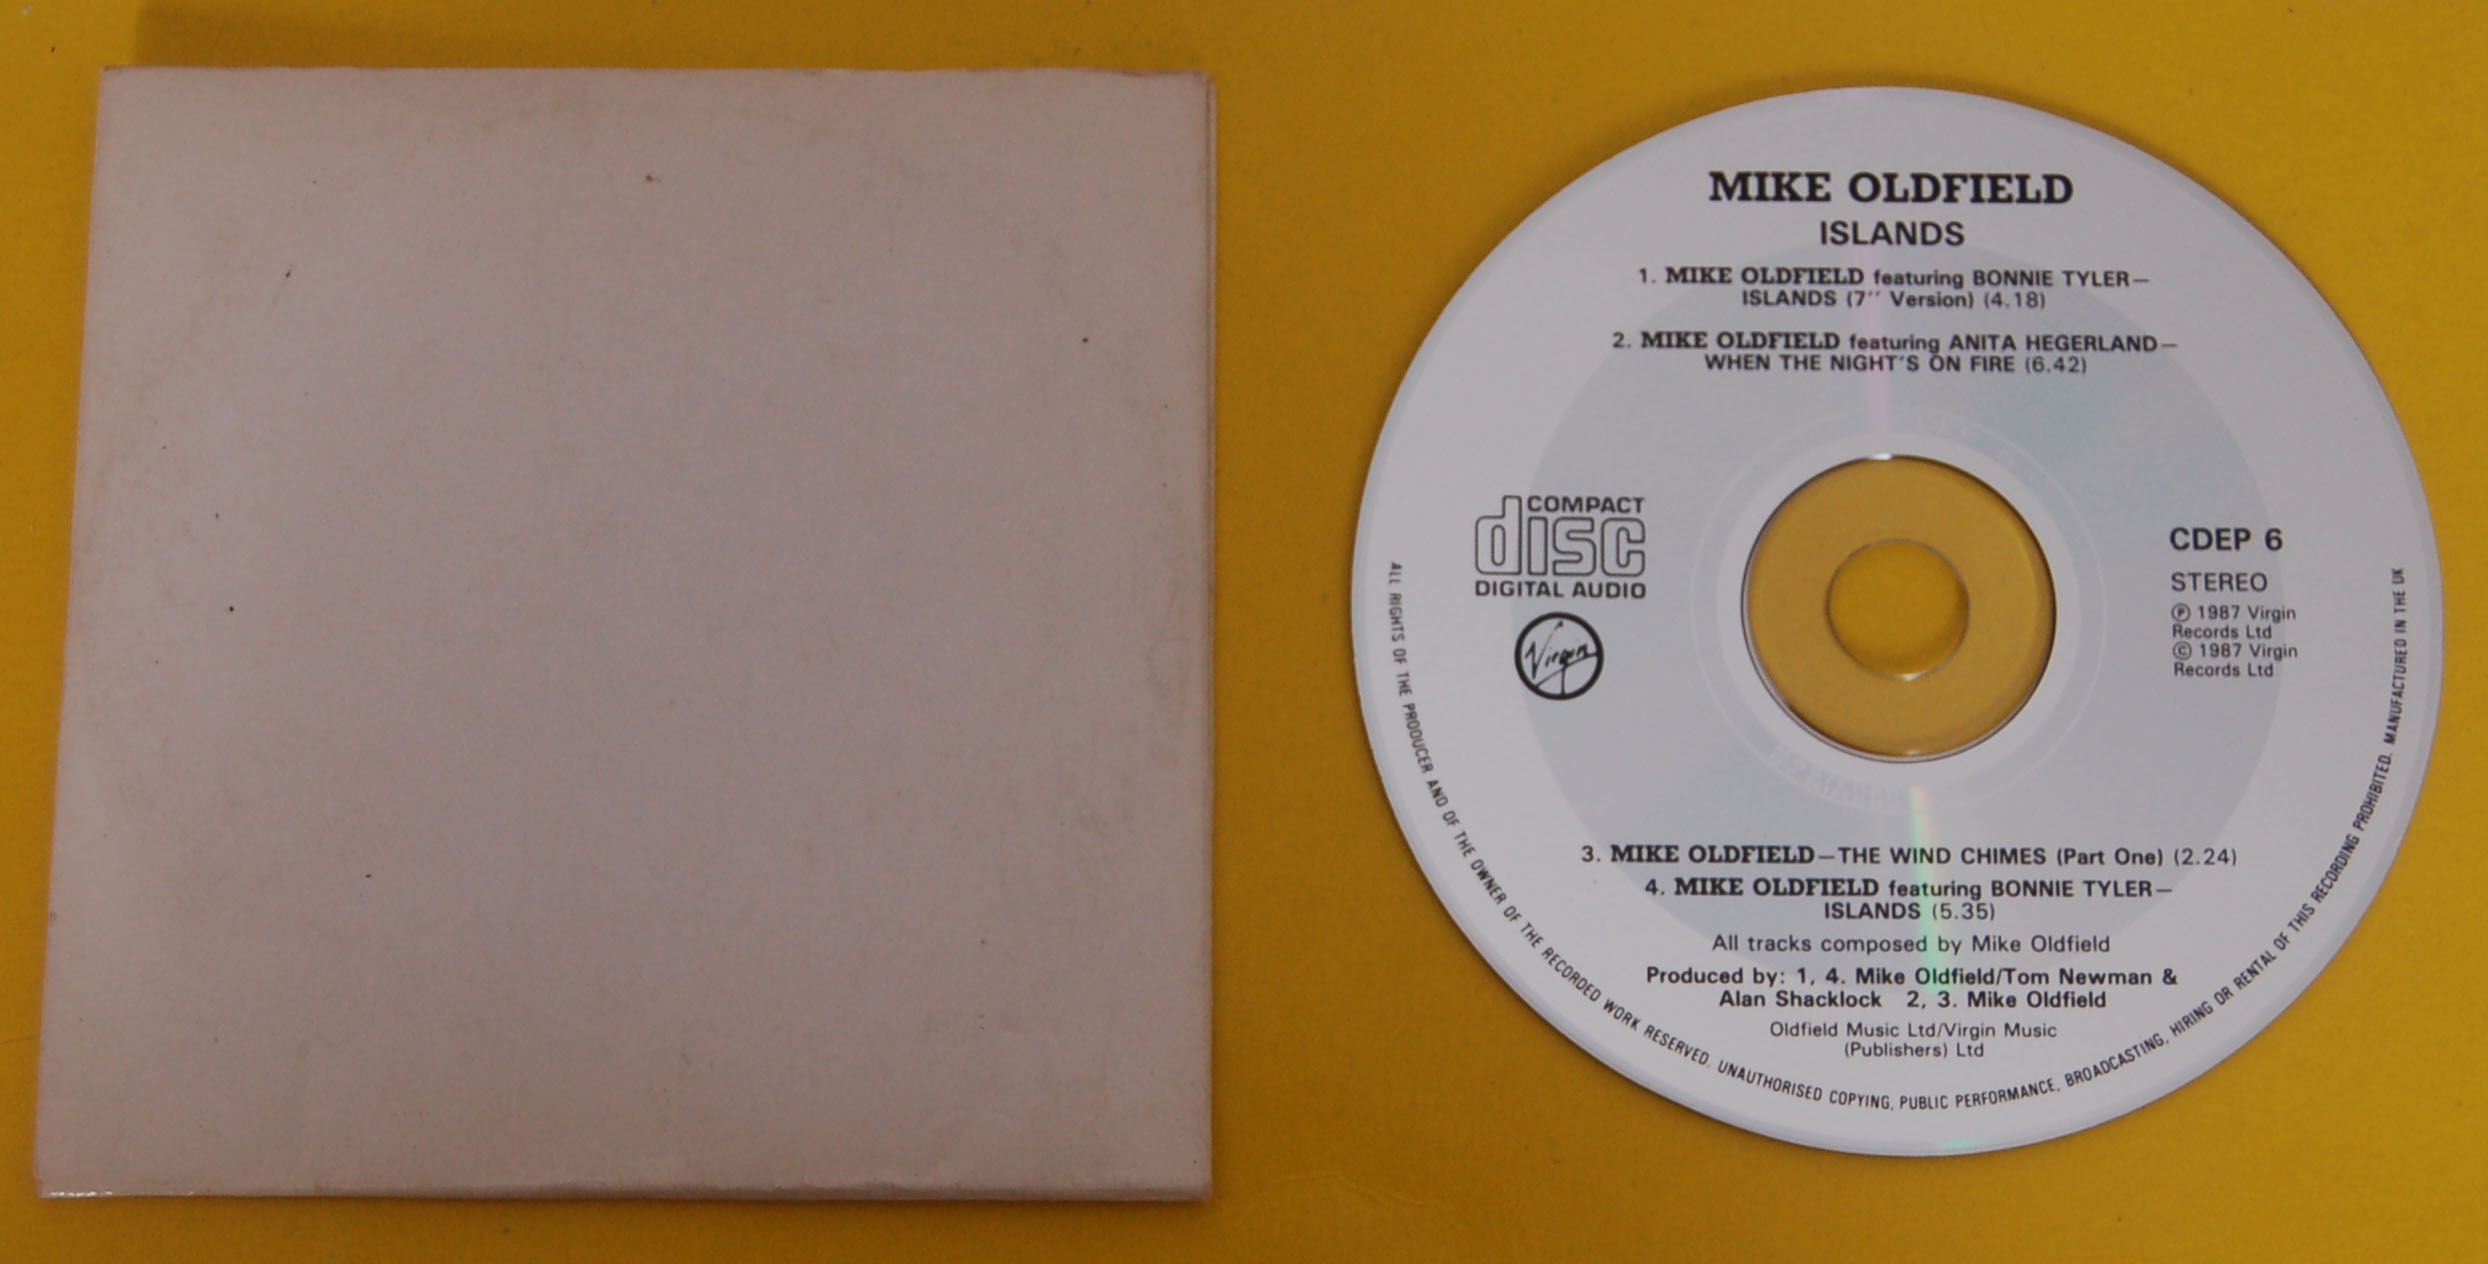 MIKE OLDFIELD
ISLANDS
1. MIKE OLDFIELD featuring BONNIE TYLER—
ISLANDS (7'' Version) (4.18)
2. MIKE OLDFIELD featuring ANITA HEGERLAND—
WHEN THE NIGHT'S ON FIRE (6.42)
COMPACT
disc
DIGITAL AUDIO
Virgin
CDEP 6
STEREO
Ⓟ 1987 Virgin
Records Ltd
© 1987 Virgin
Records Ltd
3. MIKE OLDFIELD—THE WIND CHIMES (Part One) (2.24)
4. MIKE OLDFIELD featuring BONNIE TYLER—
ISLANDS (5.35)
All tracks composed by Mike Oldfield
Produced by: 1, 4. Mike Oldfield/Tom Newman &
Alan Shacklock 2, 3. Mike Oldfield
Oldfield Music Ltd/Virgin Music
(Publishers) Ltd
ALL RIGHTS OF THE PRODUCER AND OF THE OWNER OF THE RECORDED WORK RESERVED. UNAUTHORISED COPYING, PUBLIC PERFORMANCE, BROADCASTING, HIRING OR RENTAL OF THIS RECORDING PROHIBITED. MANUFACTURED IN THE UK